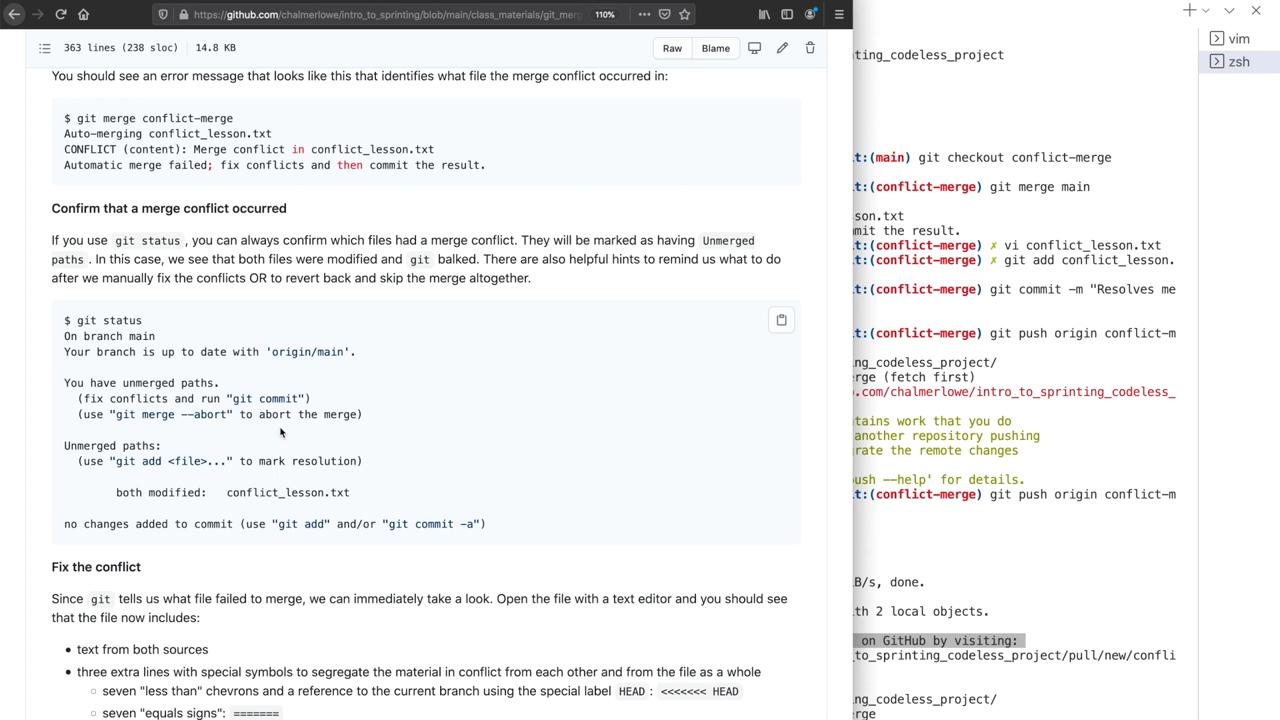 https://github.com/chalmerlowe/intro_to_sprinting/blob/main/class_materials/git_merg
110%
363 lines (238 sloc)
14.8 KB
Raw
Blame
You should see an error message that looks like this that identifies what file the merge conflict occurred in:
$ git merge conflict-merge
Auto-merging conflict_lesson.txt
CONFLICT (content): Merge conflict in conflict_lesson.txt
Automatic merge failed; fix conflicts and then commit the result.
Confirm that a merge conflict occurred
If you use git status , you can always confirm which files had a merge conflict. They will be marked as having Unmerged
paths . In this case, we see that both files were modified and git balked. There are also helpful hints to remind us what to do
after we manually fix the conflicts OR to revert back and skip the merge altogether.
$ git status
On branch main
Your branch is up to date with 'origin/main'.
You have unmerged paths.
(fix conflicts and run "git commit")
(use "git merge --abort" to abort the merge)
Unmerged paths:
(use "git add <file>..." to mark resolution)
both modified: conflict_lesson.txt
no changes added to commit (use "git add" and/or "git commit -a")
Fix the conflict
Since git tells us what file failed to merge, we can immediately take a look. Open the file with a text editor and you should see
that the file now includes:
• text from both sources
• three extra lines with special symbols to segregate the material in conflict from each other and from the file as a whole
○ seven "less than" chevrons and a reference to the current branch using the special label HEAD : <<<<<<< HEAD
○ seven "equals signs": =======
ting_codeless_project
it:(main) git checkout conflict-merge
it:(conflict-merge) git merge main
son.txt
mit the result.
it:(conflict-merge) ✗ vi conflict_lesson.txt
it:(conflict-merge) ✗ git add conflict_lesson.
it:(conflict-merge) git commit -m "Resolves me
it:(conflict-merge) git push origin conflict-m
ng_codeless_project/
erge (fetch first)
b.com/chalmerlowe/intro_to_sprinting_codeless_
tains work that you do
another repository pushing
grate the remote changes
push --help' for details.
it:(conflict-merge) git push origin conflict-m
B/s, done.
th 2 local objects.
on GitHub by visiting:
_to_sprinting_codeless_project/pull/new/confli
ng_codeless_project/
rge
vim
zsh